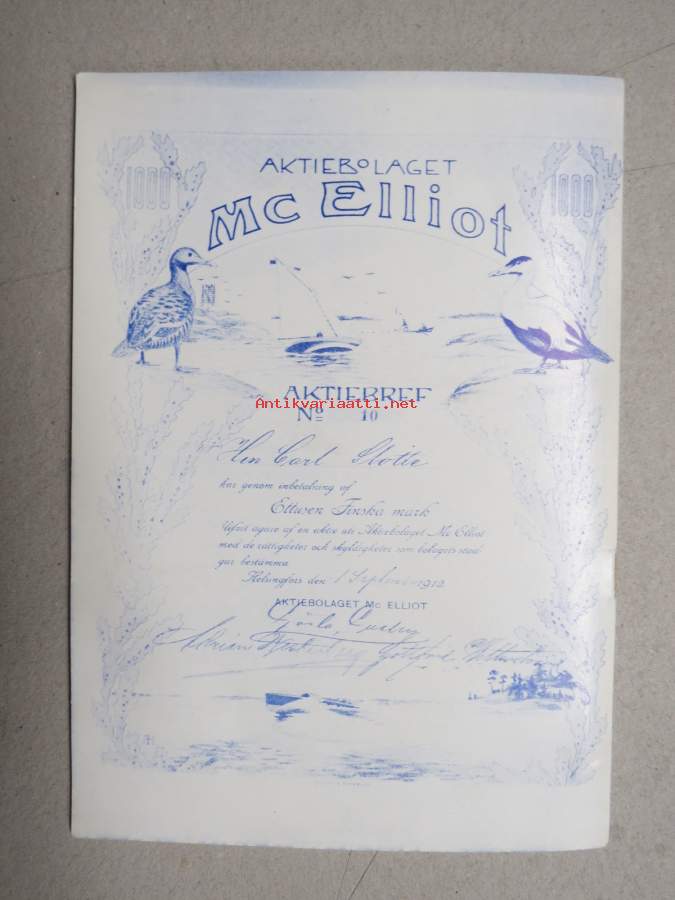 AKTIEBOLAGET
Mc Elliot
1000 1000
AKTIEBREF
Antikvariaatti.net
No 10
Herr Carl Slotte
har genom inbetalning af
Ettusen Finska mark
blifvit ägare af en aktie uti Aktiebolaget Mc Elliot
med de rättigheter och skyldigheter som bolagets stad
gar bestämma
Helsingfors den 1 September 1912
AKTIEBOLAGET Mc ELLIOT
Gösta